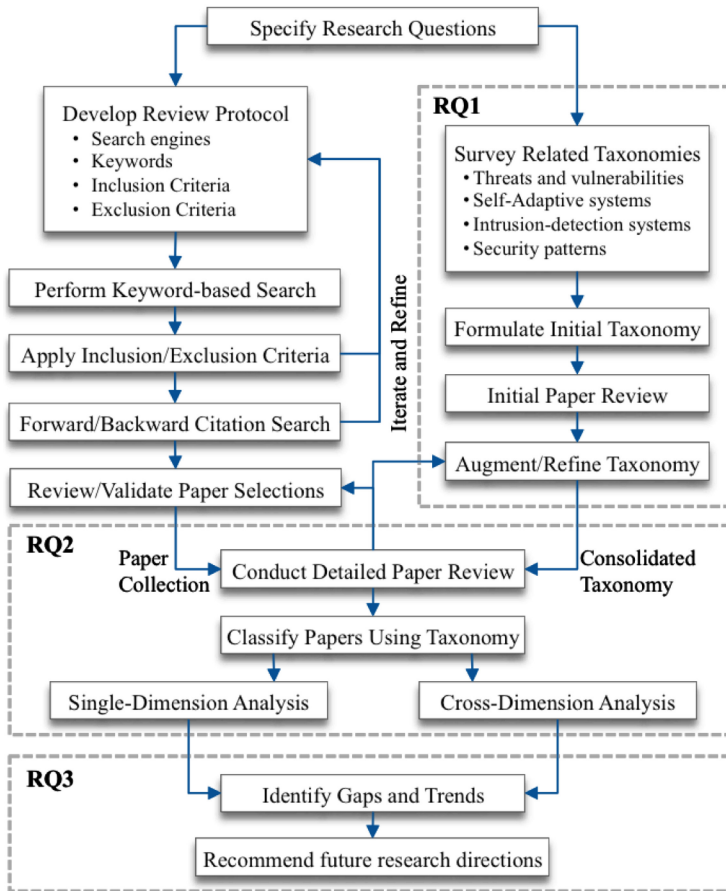 Specify Research Questions
Develop Review Protocol
• Search engines
• Keywords
• Inclusion Criteria
• Exclusion Criteria
Perform Keyword-based Search
Apply Inclusion/Exclusion Criteria
Forward/Backward Citation Search
Review/Validate Paper Selections
Iterate and Refine
RQ1
Survey Related Taxonomies
• Threats and vulnerabilities
• Self-Adaptive systems
• Intrusion-detection systems
• Security patterns
Formulate Initial Taxonomy
Initial Paper Review
Augment/Refine Taxonomy
RQ2
Paper
Collection
Conduct Detailed Paper Review
Consolidated
Taxonomy
Classify Papers Using Taxonomy
Single-Dimension Analysis
Cross-Dimension Analysis
RQ3
Identify Gaps and Trends
Recommend future research directions